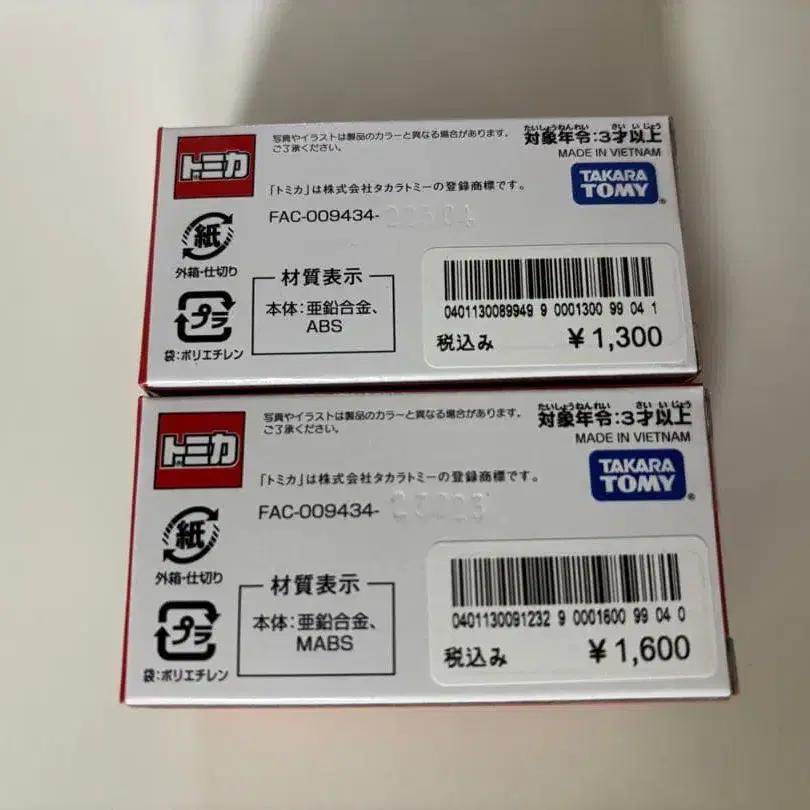 トミカ
写真やイラストは製品のカラーと異なる場合があります。
ご了承ください。
たいしょうねんれい さい いじょう
対象年令:3才以上
MADE IN VIETNAM
TAKARA
TOMY
「トミカ」は株式会社タカラトミーの登録商標です。
FAC-009434-
紙
外箱・仕切り
プラ
袋:ポリエチレン
材質表示
本体:亜鉛合金、
ABS
0401130089949 9 0001300 99 04 1
税込み ¥1,300
トミカ
写真やイラストは製品のカラーと異なる場合があります。
ご了承ください。
たいしょうねんれい さい いじょう
対象年令:3才以上
MADE IN VIETNAM
TAKARA
TOMY
「トミカ」は株式会社タカラトミーの登録商標です。
FAC-009434-
紙
外箱・仕切り
プラ
袋:ポリエチレン
材質表示
本体:亜鉛合金、
MABS
0401130091232 9 0001600 99 04 0
税込み ¥1,600